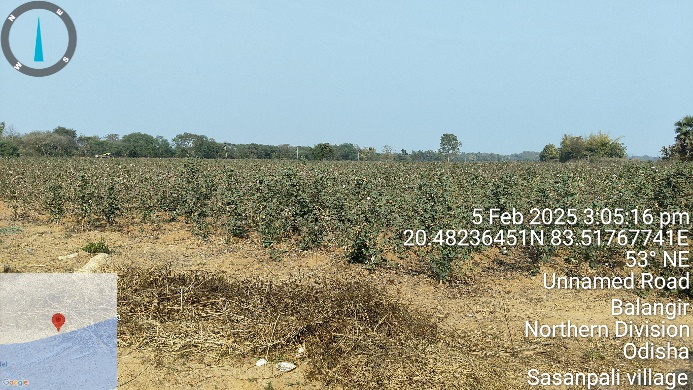 N
E
W
S
5 Feb 2025 3:05:16 pm
20.48236451N 83.51767741E
53° NE
Unnamed Road
Balangir
Northern Division
Odisha
Sasanpali village
Google